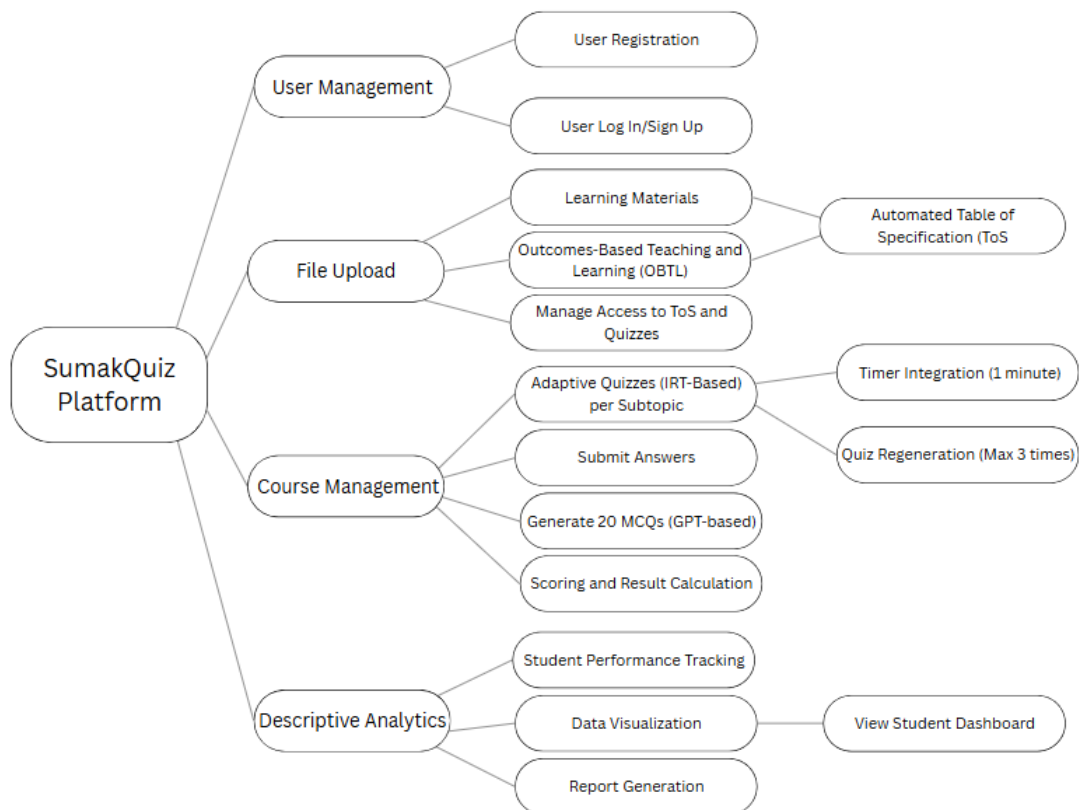 SumakQuiz
Platform
User Management
User Registration
User Log In/Sign Up
File Upload
Learning Materials
Outcomes-Based Teaching and
Learning (OBTL)
Manage Access to ToS and
Quizzes
Automated Table of
Specification (ToS
Course Management
Adaptive Quizzes (IRT-Based)
per Subtopic
Timer Integration (1 minute)
Quiz Regeneration (Max 3 times)
Submit Answers
Generate 20 MCQs (GPT-based)
Scoring and Result Calculation
Descriptive Analytics
Student Performance Tracking
Data Visualization
View Student Dashboard
Report Generation